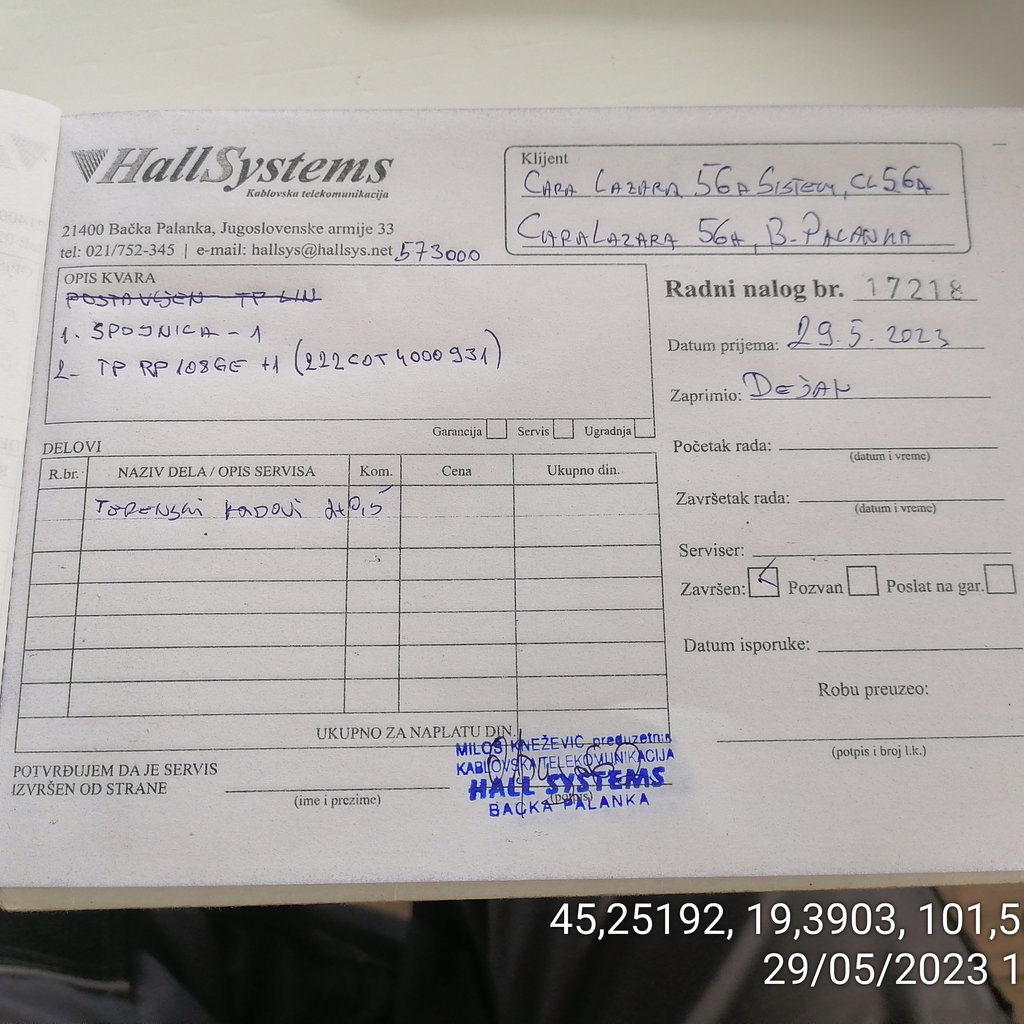 HallSystems
Kablovska telekomunikacija
21400 Bačka Palanka, Jugoslovenske armije 33
tel: 021/752-345 | e-mail: hallsys@hallsys.net 573000
Klijent
CARA LAZARA 56A SISTEM, CL56A
CARA LAZARA 56A, B-PALANKA
OPIS KVARA
POSTAVLJEN TP LIN
1. SPOJNICA - 1
2- TP RP108GE +1 (222COT4000931)
Garancija Servis Ugradnja
Radni nalog br. 17218
Datum prijema: 29.5.2023
Zaprimio: DEJAN
Početak rada:
(datum i vreme)
Završetak rada:
(datum i vreme)
Serviser:
Završen: Pozvan Poslat na gar.
Datum isporuke:
Robu preuzeo:
(potpis i broj l.k.)
DELOVI
R.br. NAZIV DELA / OPIS SERVISA Kom. Cena Ukupno din.
TERENSKI RADOVI 2+0,5
UKUPNO ZA NAPLATU DIN.
POTVRĐUJEM DA JE SERVIS
IZVRŠEN OD STRANE
(ime i prezime)
(potpis)
MILOŠ KNEŽEVIĆ preduzetnik
KABLOVSKA TELEKOMUNIKACIJA
HALL SYSTEMS
BAČKA PALANKA
45,25192, 19,3903, 101,5
29/05/2023 1